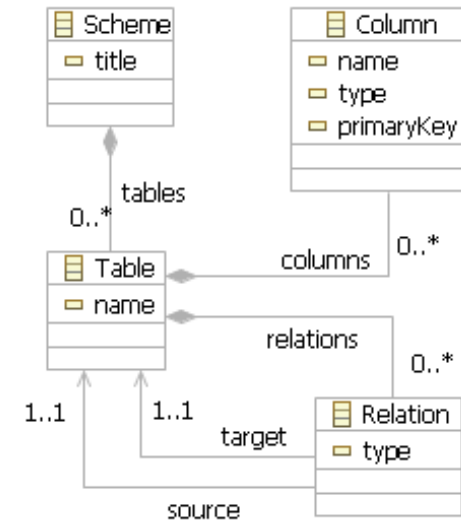 Scheme
title
Column
name
type
primaryKey
tables
0..*
Table
name
columns
0..*
relations
0..*
1..1
1..1
Relation
type
target
source